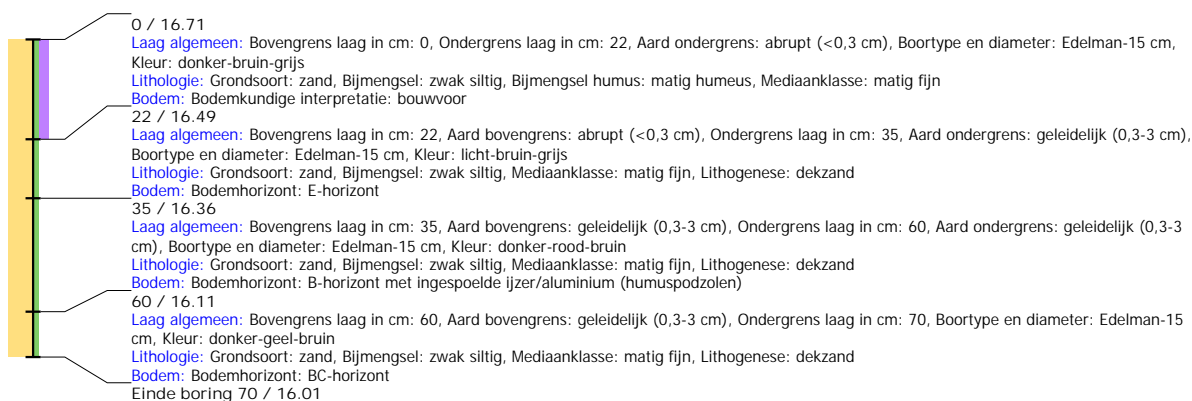 0 / 16.71
Laag algemeen: Bovengrens laag in cm: 0, Ondergrens laag in cm: 22, Aard ondergrens: abrupt (<0,3 cm), Boortype en diameter: Edelman-15 cm,
Kleur: donker-bruin-grijs
Lithologie: Grondsoort: zand, Bijmengsel: zwak siltig, Bijmengsel humus: matig humeus, Mediaanklasse: matig fijn
Bodem: Bodemkundige interpretatie: bouwvoor
22 / 16.49
Laag algemeen: Bovengrens laag in cm: 22, Aard bovengrens: abrupt (<0,3 cm), Ondergrens laag in cm: 35, Aard ondergrens: geleidelijk (0,3-3 cm),
Boortype en diameter: Edelman-15 cm, Kleur: licht-bruin-grijs
Lithologie: Grondsoort: zand, Bijmengsel: zwak siltig, Mediaanklasse: matig fijn, Lithogenese: dekzand
Bodem: Bodemhorizont: E-horizont
35 / 16.36
Laag algemeen: Bovengrens laag in cm: 35, Aard bovengrens: geleidelijk (0,3-3 cm), Ondergrens laag in cm: 60, Aard ondergrens: geleidelijk (0,3-3
cm), Boortype en diameter: Edelman-15 cm, Kleur: donker-rood-bruin
Lithologie: Grondsoort: zand, Bijmengsel: zwak siltig, Mediaanklasse: matig fijn, Lithogenese: dekzand
Bodem: Bodemhorizont: B-horizont met ingespoelde ijzer/aluminium (humuspodzolen)
60 / 16.11
Laag algemeen: Bovengrens laag in cm: 60, Aard bovengrens: geleidelijk (0,3-3 cm), Ondergrens laag in cm: 70, Boortype en diameter: Edelman-15
cm, Kleur: donker-geel-bruin
Lithologie: Grondsoort: zand, Bijmengsel: zwak siltig, Mediaanklasse: matig fijn, Lithogenese: dekzand
Bodem: Bodemhorizont: BC-horizont
Einde boring 70 / 16.01